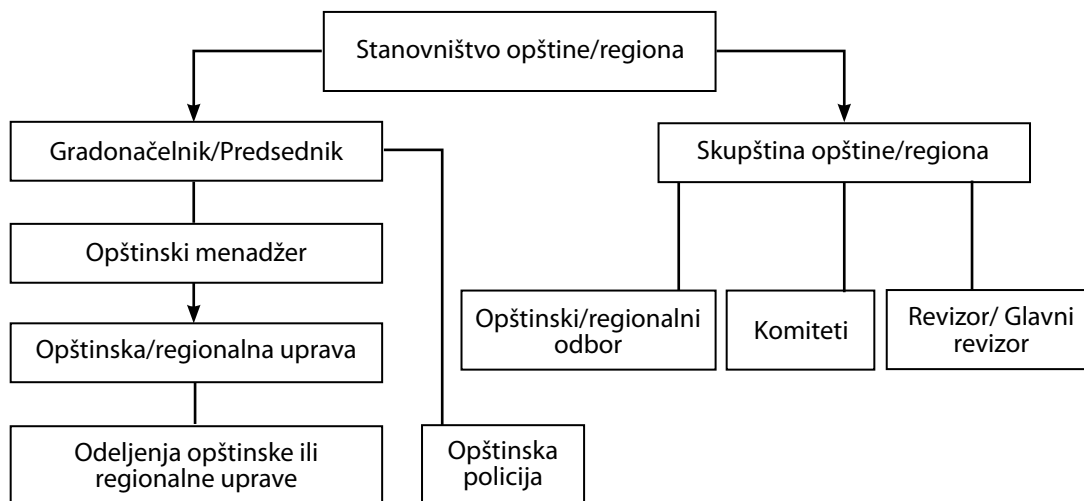 Stanovništvo opštine/regiona
Gradonačelnik/Predsednik
Skupština opštine/regiona
Opštinski menadžer
Opštinski/regionalni
odbor
Komiteti
Revizor/ Glavni
revizor
Opštinska/regionalna uprava
Odeljenja opštinske ili
regionalne uprave
Opštinska
policija